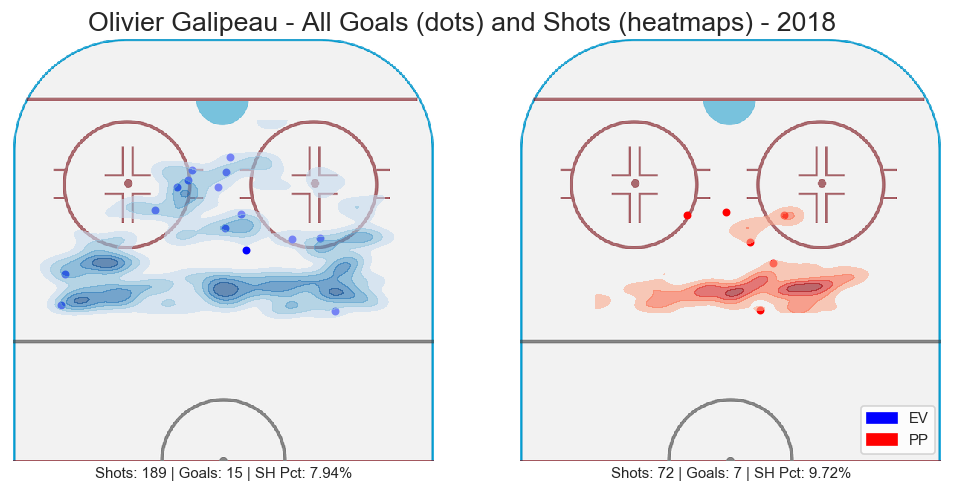 Olivier Galipeau - All Goals (dots) and Shots (heatmaps) - 2018
EV
PP
Shots: 189 | Goals: 15 | SH Pct: 7.94%
Shots: 72 | Goals: 7 | SH Pct: 9.72%